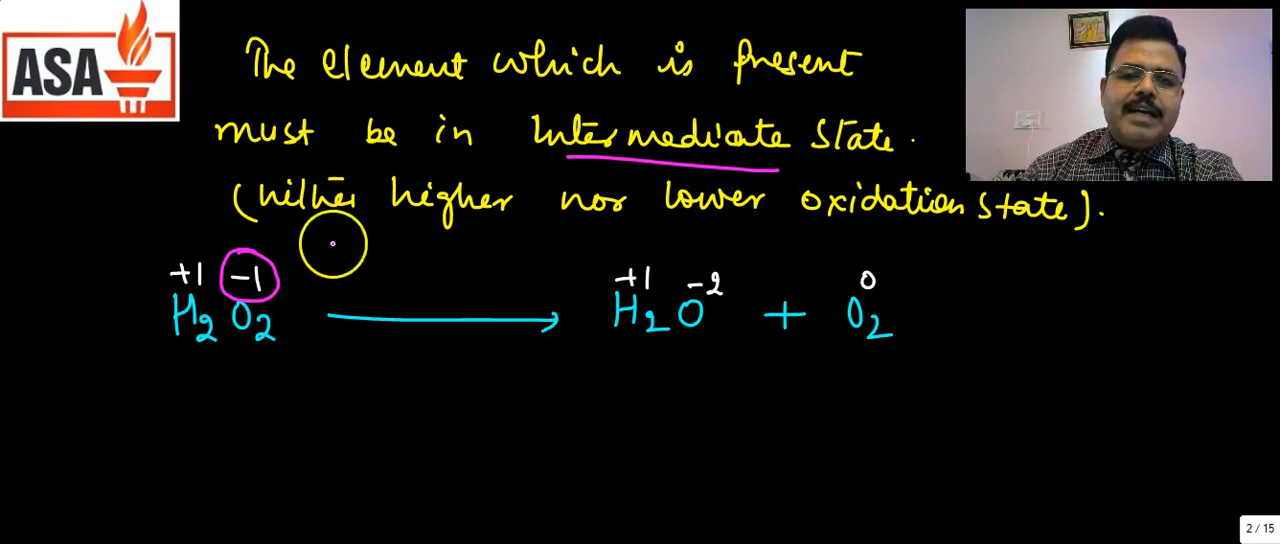 ASA
The element which is present
must be in Intermediate state.
(neither higher nor lower oxidation state).
+1 -1 +1 -2 0
H2O2 → H2O + O2
2 / 15